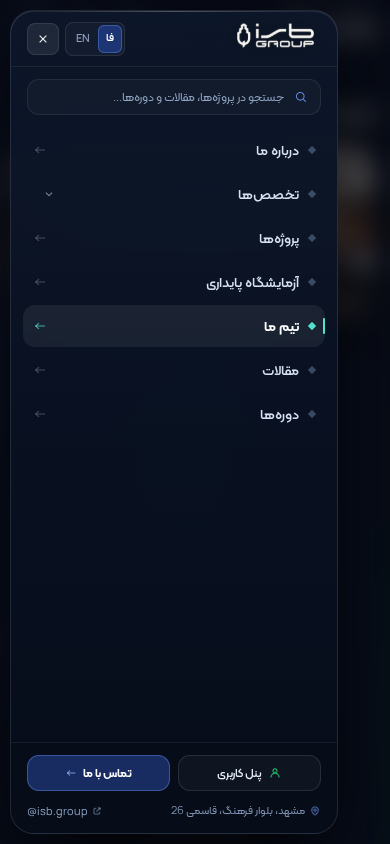 isb GROUP
فا EN
جستجو در پروژه‌ها، مقالات و دوره‌ها...
درباره ما
تخصص‌ها
پروژه‌ها
آزمایشگاه پایداری
تیم ما
مقالات
دوره‌ها
پنل کاربری
تماس با ما
مشهد، بلوار فرهنگ، قاسمی 26
@isb.group